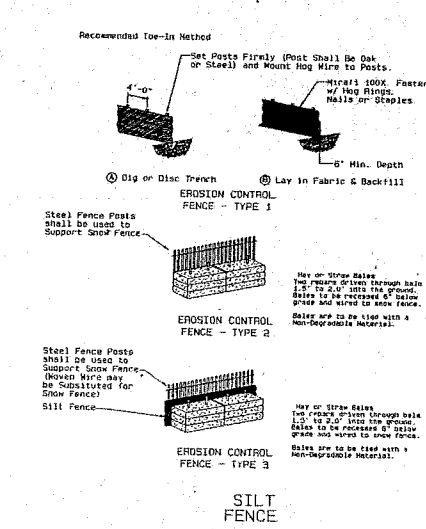 Recommended Toe-In Method
Set Posts Firmly (Post Shall Be Oak
or Steel) and Mount Hog Wire to Posts.
4'-0"
Mirafi 100X Fasten
w/ Hog Rings,
Nails or Staples
6" Min. Depth
Ⓐ Dig or Disc Trench
Ⓑ Lay in Fabric & Backfill
EROSION CONTROL
FENCE - TYPE 1
Steel Fence Posts
shall be used to
Support Snow Fence
Hay or Straw Bales
Two rebars driven through bale
1.5' to 2.0' into the ground.
Bales to be recessed 6" below
grade and wired to snow fence.
Bales are to be tied with a
Non-Degradable Material.
EROSION CONTROL
FENCE - TYPE 2
Steel Fence Posts
shall be used to
Support Snow Fence
(Woven Wire may
be Subsituted for
Snow Fence)
Silt Fence
Hay or Straw Bales
Two rebars driven through bale
1.5' to 2.0' into the ground.
Bales to be recessed 6" below
grade and wired to snow fence.
Bales are to be tied with a
Non-Degradable Material.
EROSION CONTROL
FENCE - TYPE 3
SILT
FENCE